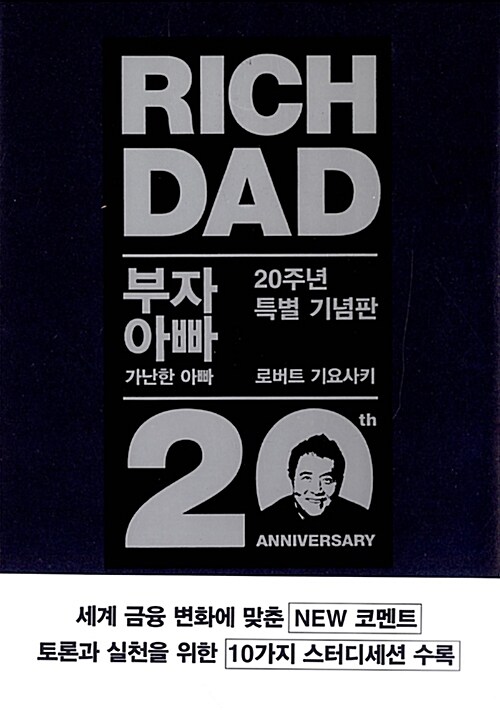 RICH
DAD
부자
아빠
가난한 아빠
20주년
특별 기념판
로버트 기요사키
20th
ANNIVERSARY
세계 금융 변화에 맞춘 NEW 코멘트
토론과 실천을 위한 10가지 스터디세션 수록